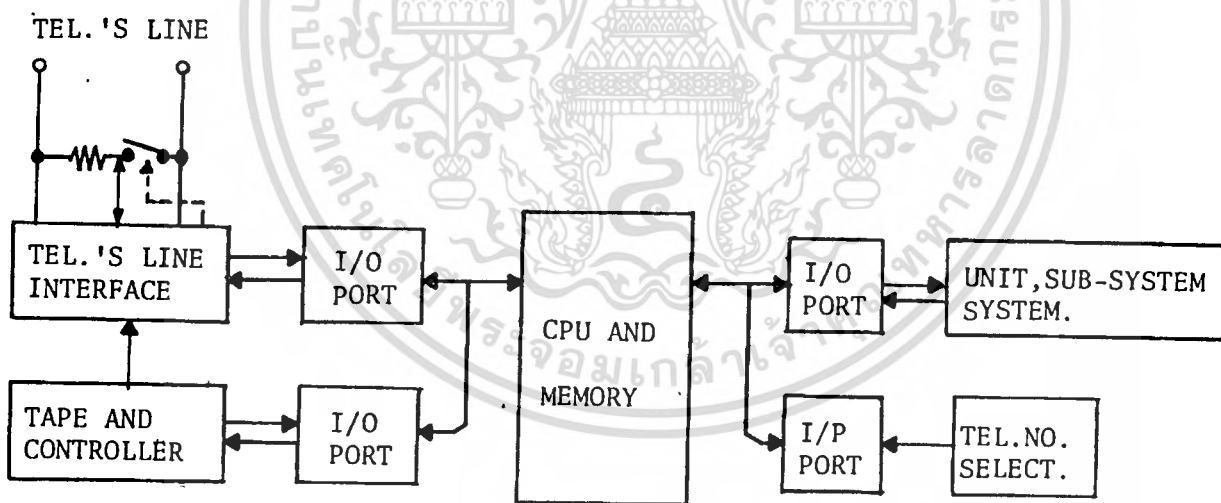 TEL.'S LINE
TEL.'S LINE
INTERFACE
I/O
PORT
TAPE AND
CONTROLLER
I/O
PORT
CPU AND
MEMORY
I/O
PORT
UNIT,SUB-SYSTEM
SYSTEM.
I/P
PORT
TEL.NO.
SELECT.